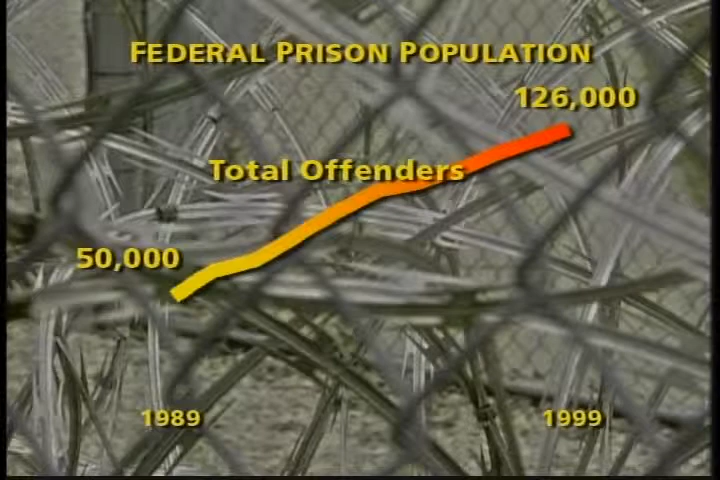 FEDERAL PRISON POPULATION
126,000
Total Offenders
50,000
1989 1999